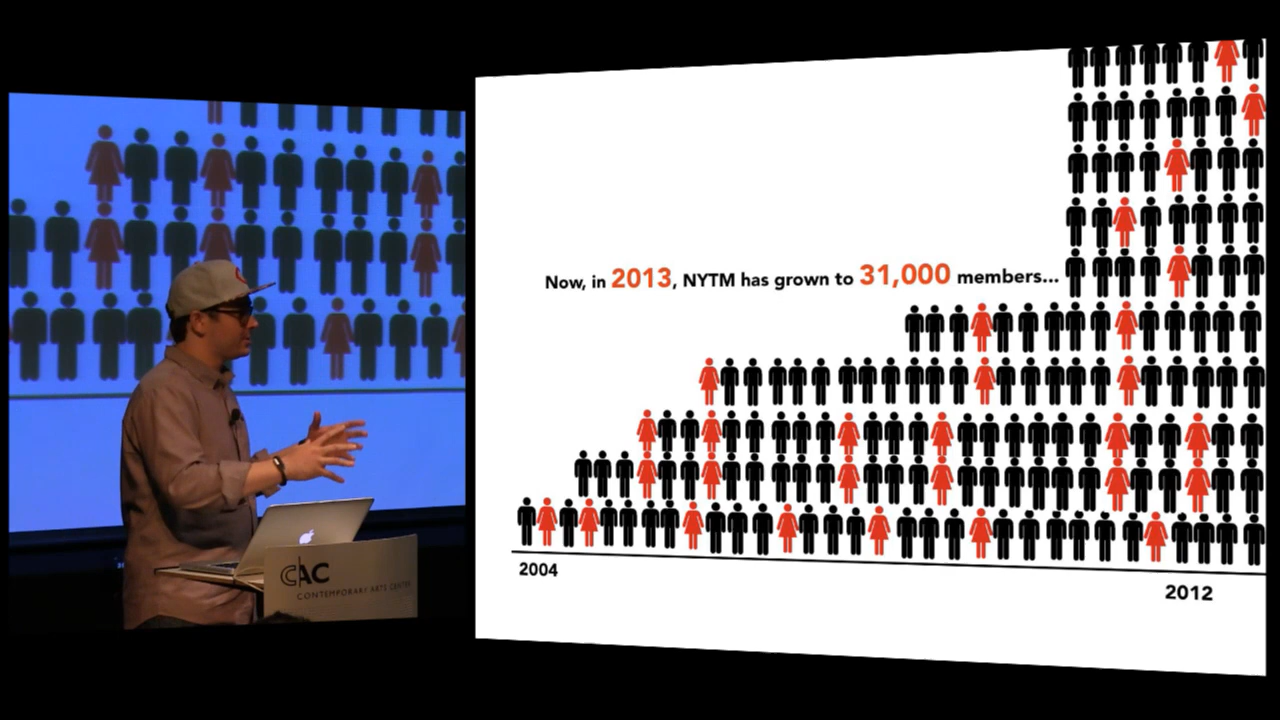 Now, in 2013, NYTM has grown to 31,000 members...
2004
2012
CAC
CONTEMPORARY ARTS CENTER